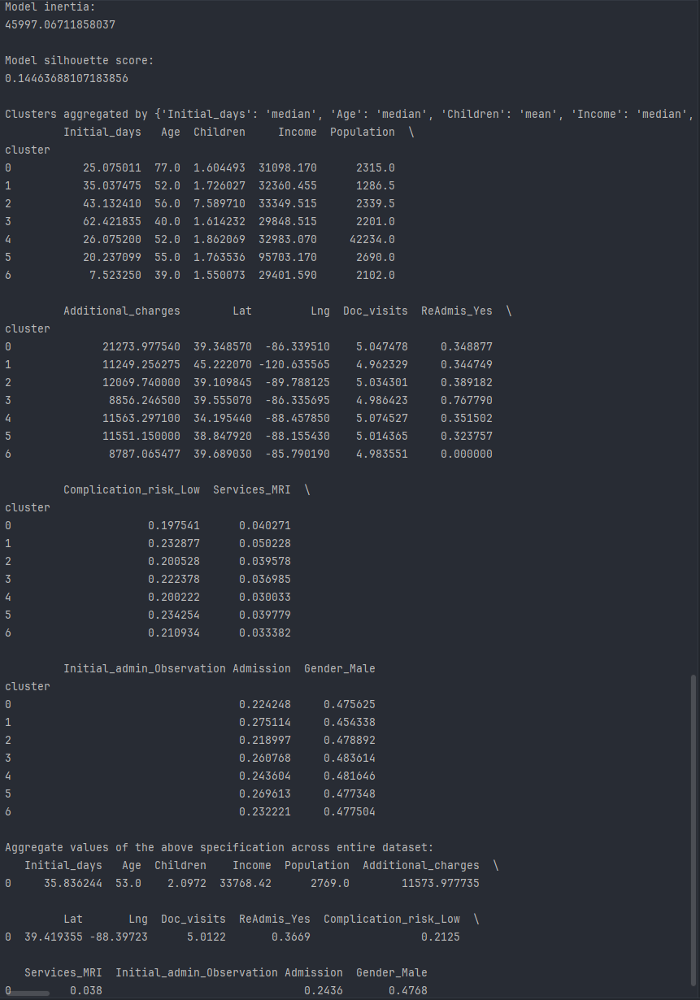 Model inertia:
45997.06711858037
Model silhouette score:
0.14463688107183856
Clusters aggregated by {'Initial_days': 'median', 'Age': 'median', 'Children': 'mean', 'Income': 'median',
Initial_days Age Children Income Population \
cluster
0 25.075011 77.0 1.604493 31098.170 2315.0
1 35.037475 52.0 1.726027 32360.455 1286.5
2 43.132410 56.0 7.589710 33349.515 2339.5
3 62.421835 40.0 1.614232 29848.515 2201.0
4 26.075200 52.0 1.862069 32983.070 42234.0
5 20.237099 55.0 1.763536 95703.170 2690.0
6 7.523250 39.0 1.550073 29401.590 2102.0
Additional_charges Lat Lng Doc_visits ReAdmis_Yes \
cluster
0 21273.977540 39.348570 -86.339510 5.047478 0.348877
1 11249.256275 45.222070 -120.635565 4.962329 0.344749
2 12069.740000 39.109845 -89.788125 5.034301 0.389182
3 8856.246500 39.555070 -86.335695 4.986423 0.767790
4 11563.297100 34.195440 -88.457850 5.074527 0.351502
5 11551.150000 38.847920 -88.155430 5.014365 0.323757
6 8787.065477 39.689030 -85.790190 4.983551 0.000000
Complication_risk_Low Services_MRI \
cluster
0 0.197541 0.040271
1 0.232877 0.050228
2 0.200528 0.039578
3 0.222378 0.036985
4 0.200222 0.030033
5 0.234254 0.039779
6 0.210934 0.033382
Initial_admin_Observation Admission Gender_Male
cluster
0 0.224248 0.475625
1 0.275114 0.454338
2 0.218997 0.478892
3 0.260768 0.483614
4 0.243604 0.481646
5 0.269613 0.477348
6 0.232221 0.477504
Aggregate values of the above specification across entire dataset:
Initial_days Age Children Income Population Additional_charges \
0 35.836244 53.0 2.0972 33768.42 2769.0 11573.977735
Lat Lng Doc_visits ReAdmis_Yes Complication_risk_Low \
0 39.419355 -88.39723 5.0122 0.3669 0.2125
Services_MRI Initial_admin_Observation Admission Gender_Male
0 0.038 0.2436 0.4768